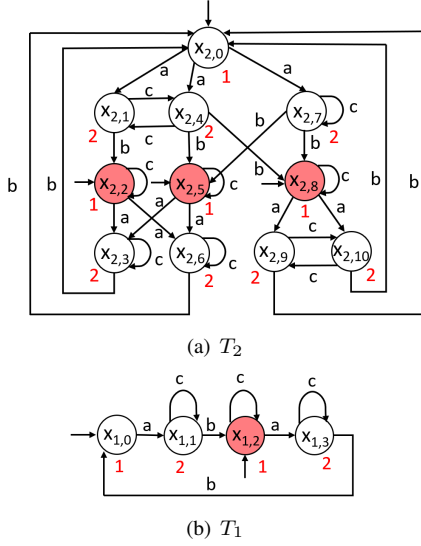 x2,0
1
a a a
x2,1 c x2,4 x2,7 c
c
2 2 2
b b b b b
b b b b
x2,2 c x2,5 c x2,8 c
1 1 1
a a a a a
x2,3 c x2,6 c x2,9 c x2,10
c
2 2 2 2
(a) T2
c c c
x1,0 a x1,1 b x1,2 a x1,3
1 2 1 2
b
(b) T1